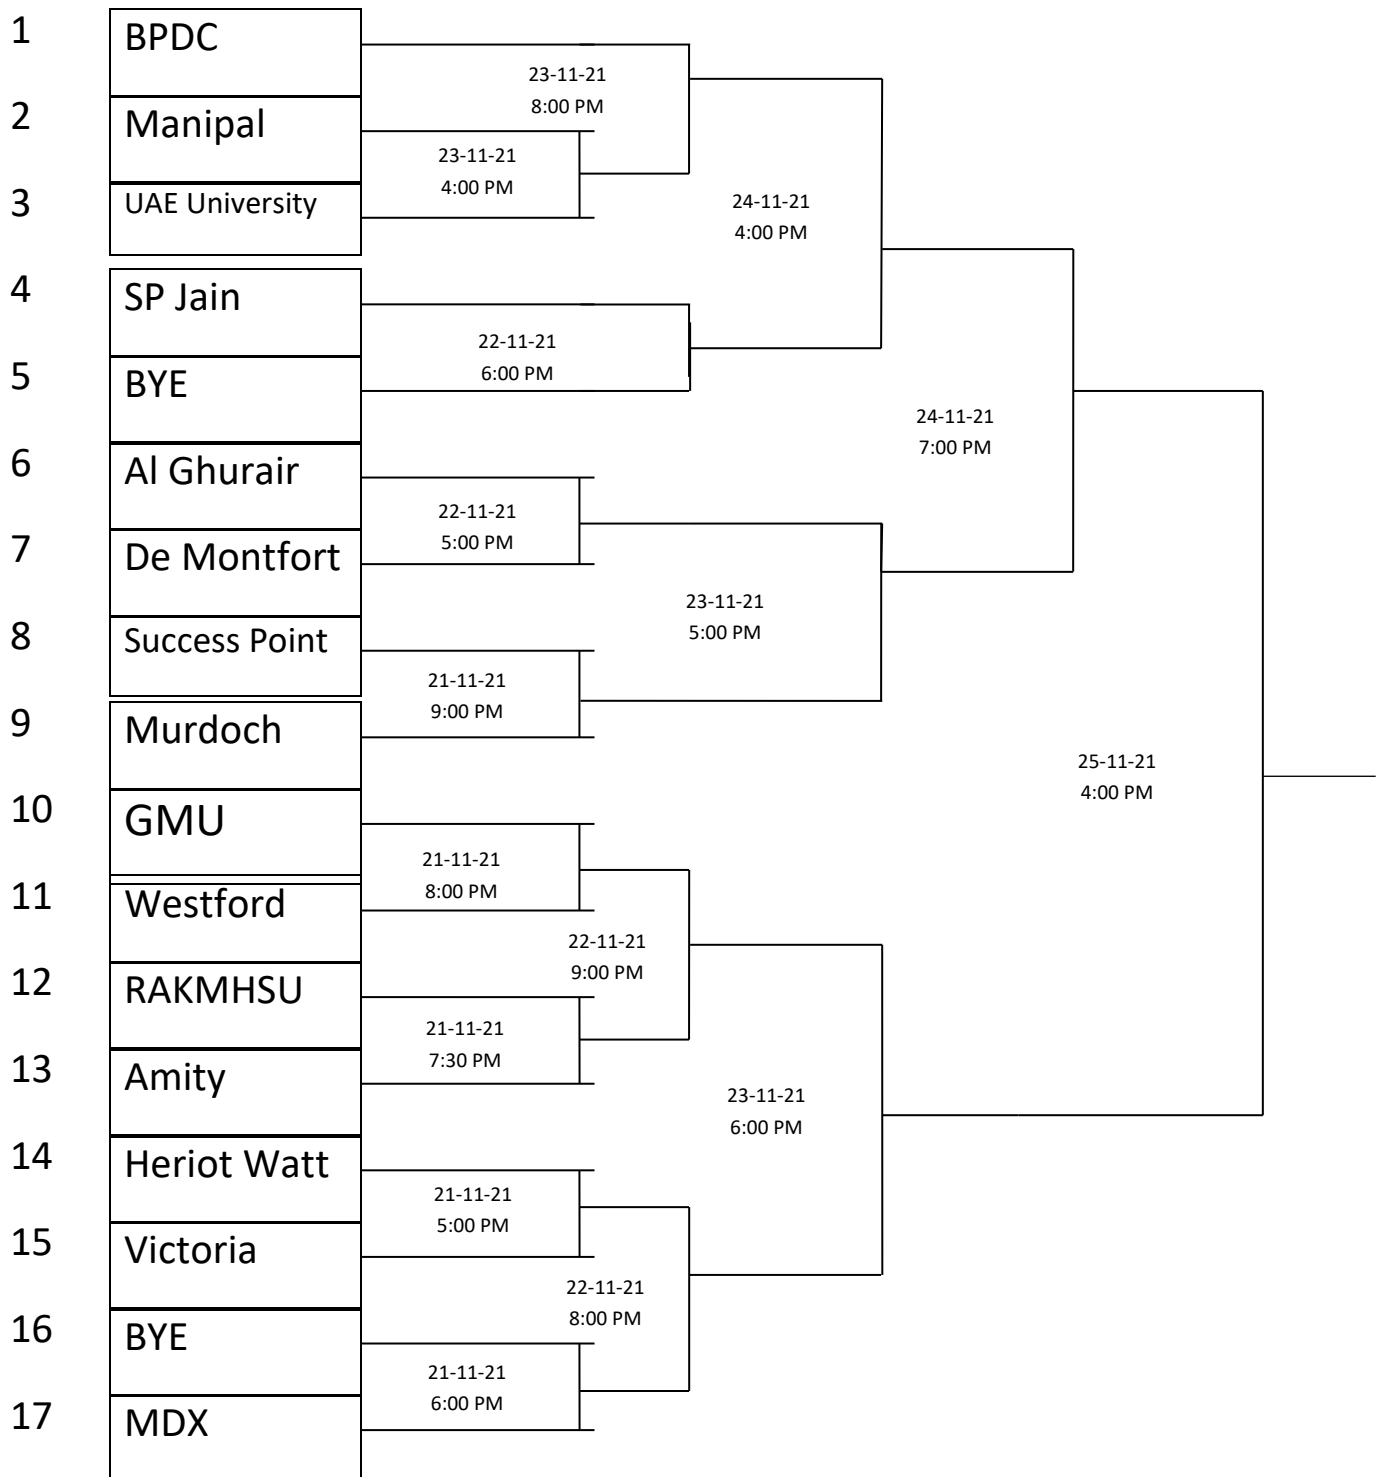 1
BPDC
23-11-21
8:00 PM
2
Manipal
23-11-21
4:00 PM
3
UAE University
24-11-21
4:00 PM
4
SP Jain
22-11-21
6:00 PM
5
BYE
24-11-21
7:00 PM
6
Al Ghurair
22-11-21
5:00 PM
7
De Montfort
23-11-21
5:00 PM
8
Success Point
21-11-21
9:00 PM
9
Murdoch
25-11-21
4:00 PM
10
GMU
21-11-21
8:00 PM
11
Westford
22-11-21
9:00 PM
12
RAKMHSU
21-11-21
7:30 PM
13
Amity
23-11-21
6:00 PM
14
Heriot Watt
21-11-21
5:00 PM
15
Victoria
22-11-21
8:00 PM
16
BYE
21-11-21
6:00 PM
17
MDX